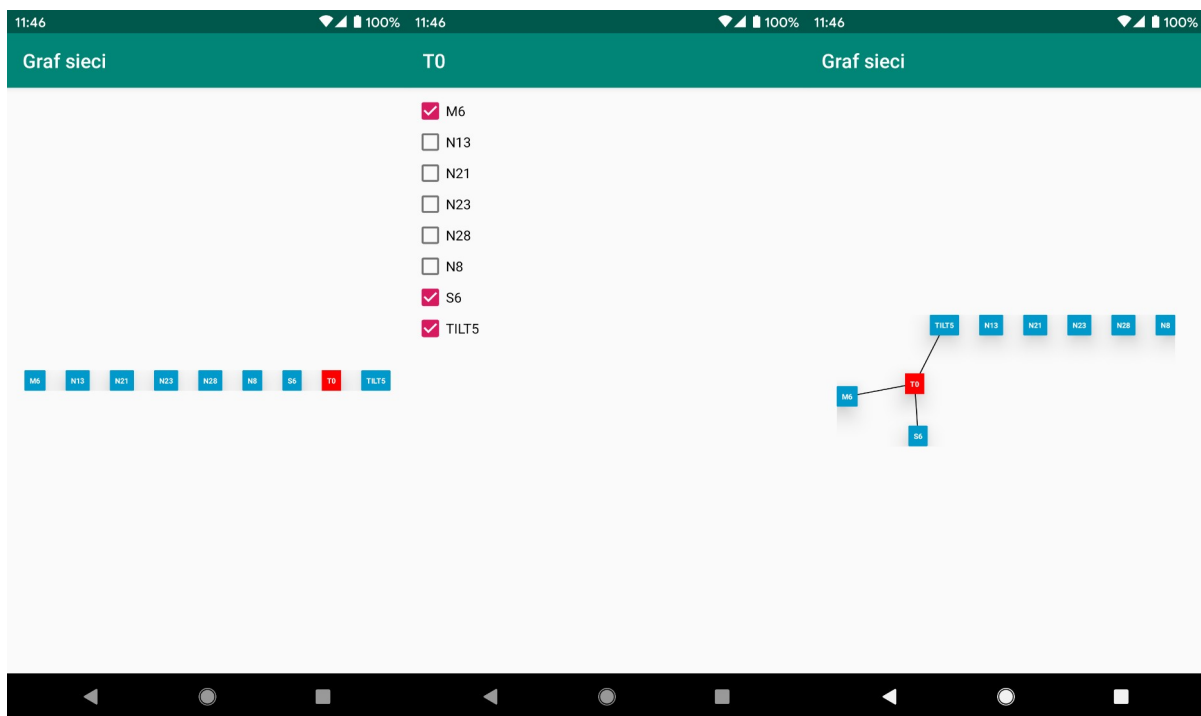 11:46 100%
Graf sieci
M6 N13 N21 N23 N28 N8 S6 T0 TILT5
11:46 100%
T0
M6
N13
N21
N23
N28
N8
S6
TILT5
11:46 100%
Graf sieci
TILT5 N13 N21 N23 N28 N8
T0
M6
S6